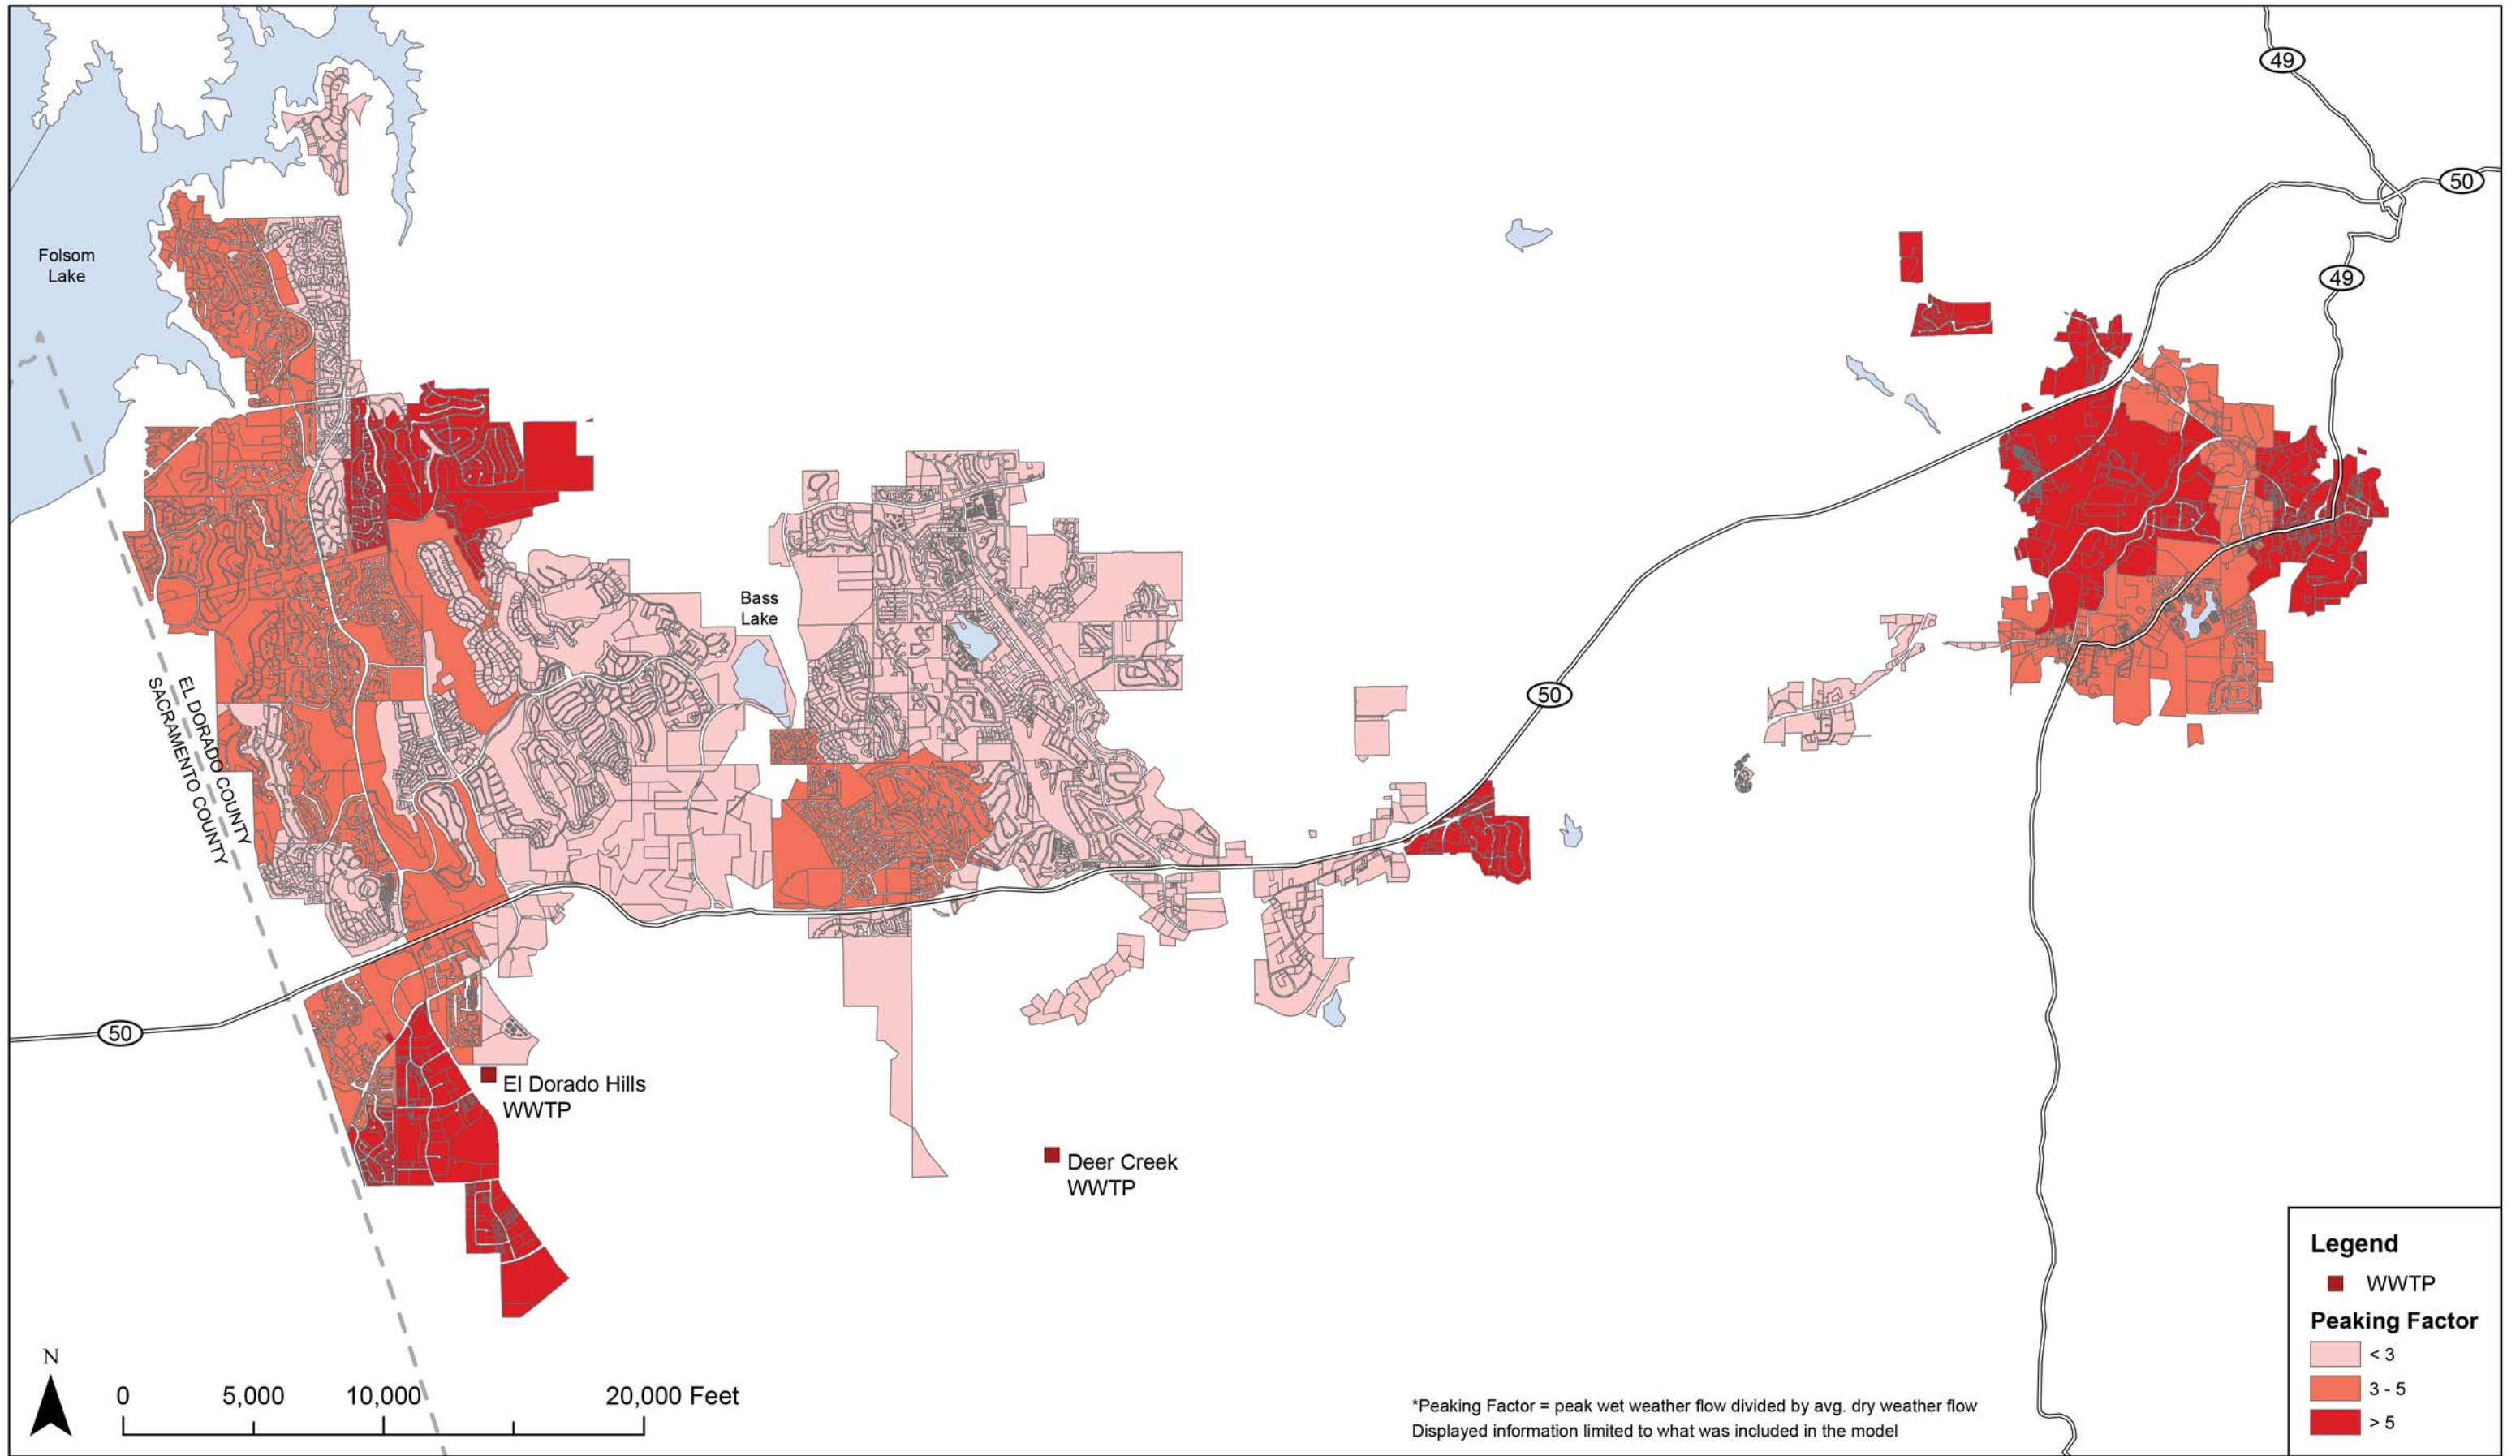 49
50
Folsom
Lake
49
Bass
Lake
EL DORADO COUNTY
SACRAMENTO COUNTY
50
50
El Dorado Hills
WWTP
Deer Creek
WWTP
N
0 5,000 10,000 20,000 Feet
*Peaking Factor = peak wet weather flow divided by avg. dry weather flow
Displayed information limited to what was included in the model
Legend
WWTP
Peaking Factor
< 3
3 - 5
> 5